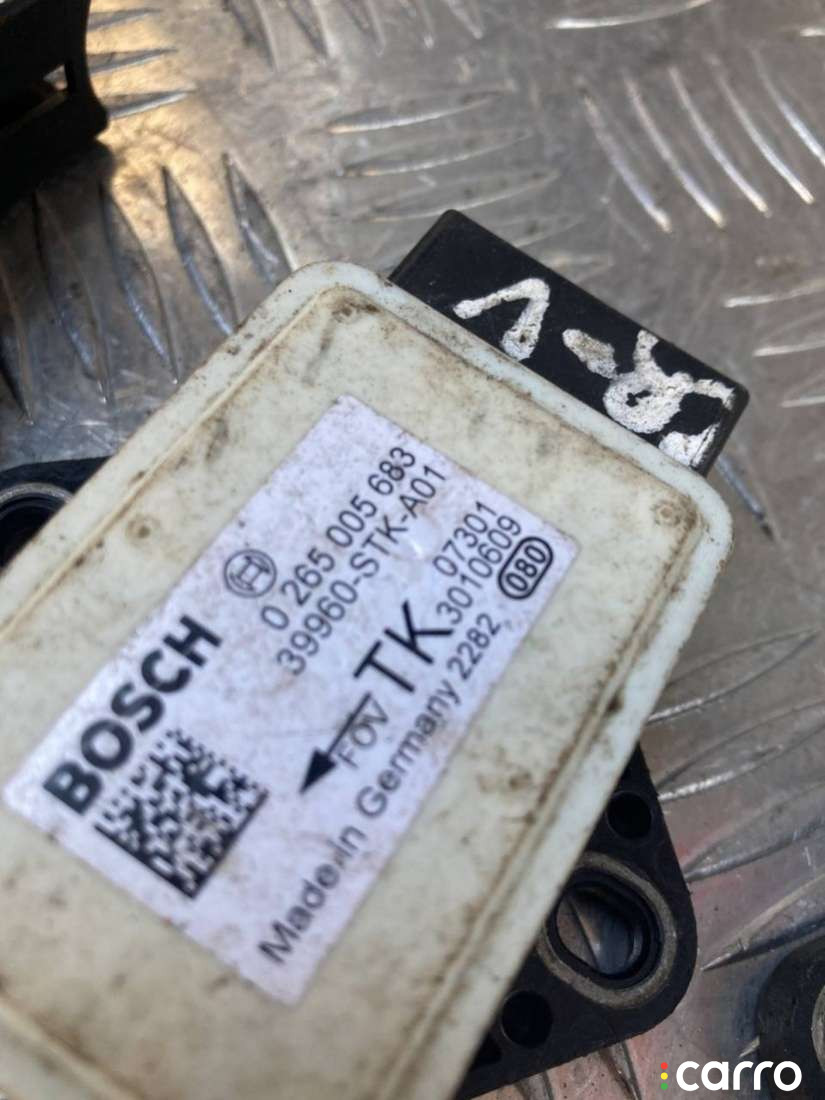 BOSCH
0 265 005 683
39960-STK-A01
TK
07301
3010609
FOV
Made in Germany 2282
080
carro